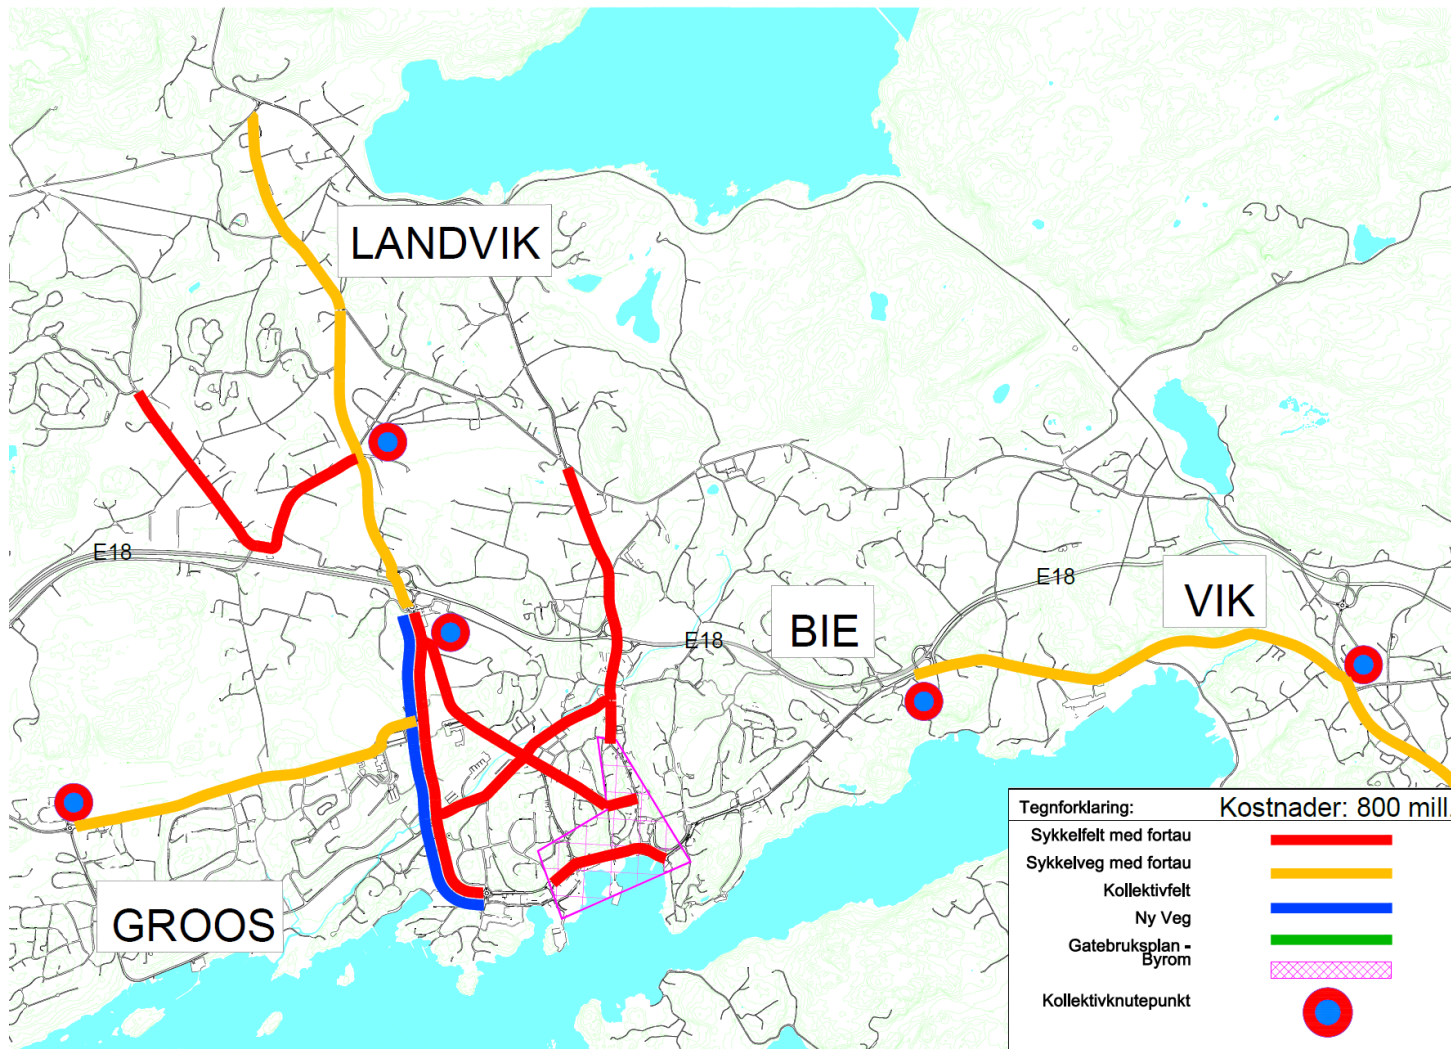 LANDVIK
E18
E18
VIK
BIE
E18
GROOS
Tegnforklaring: Kostnader: 800 mill.
Sykkelfelt med fortau
Sykkelveg med fortau
Kollektivfelt
Ny Veg
Gatebruksplan -
Byrom
Kollektivknutepunkt